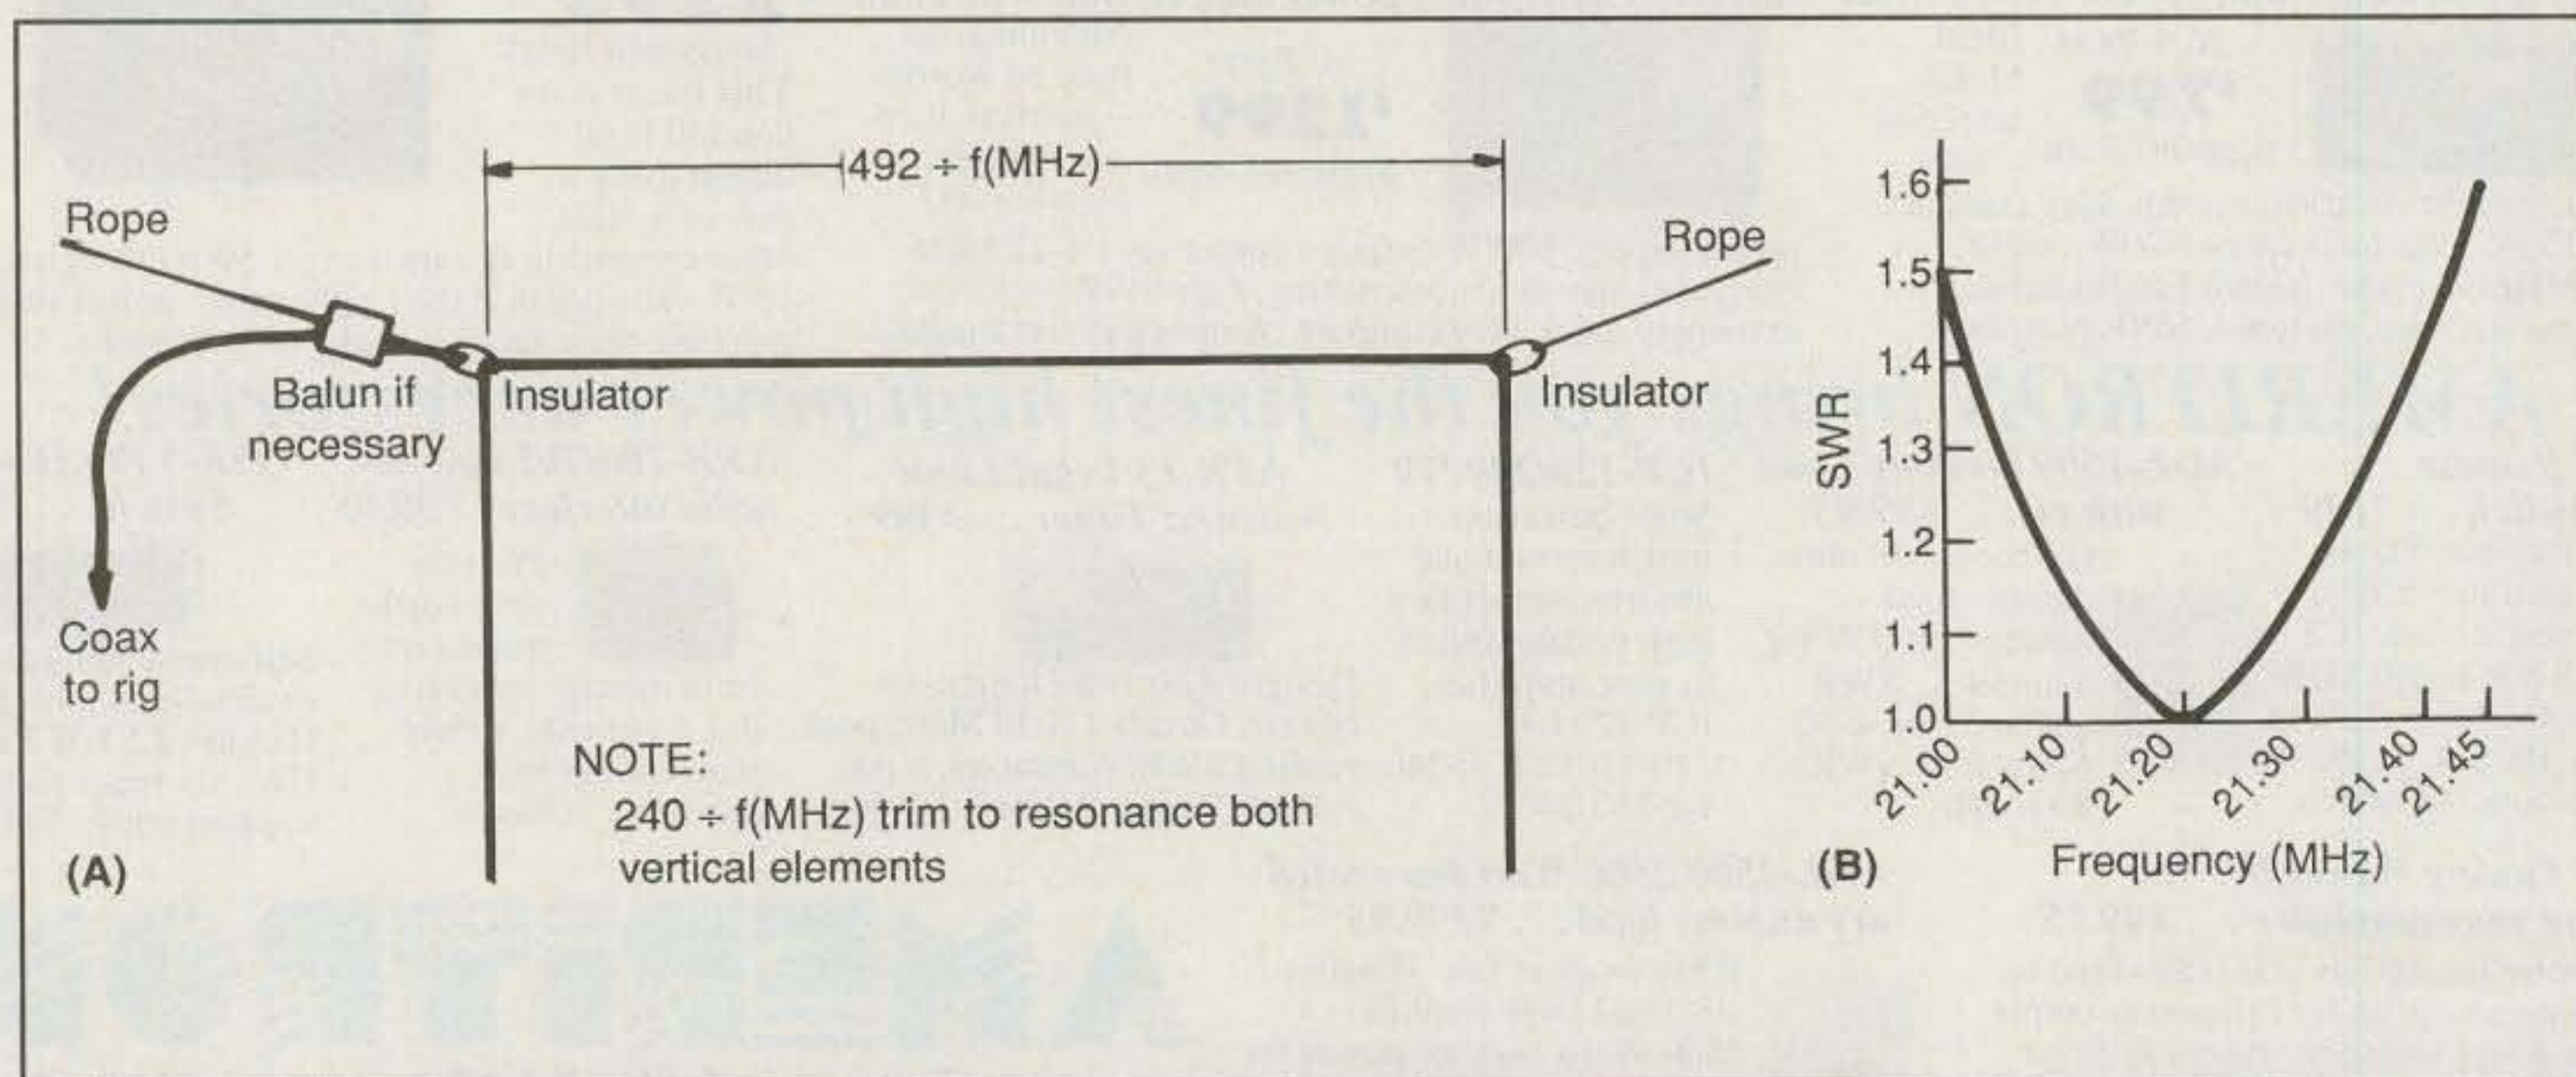 492 ÷ f(MHz)
Rope
Rope
Balun if
necessary
Insulator
Insulator
Coax
to rig
NOTE:
240 ÷ f(MHz) trim to resonance both
vertical elements
(A)
SWR
1.6
1.5
1.4
1.3
1.2
1.1
1.0
21.00
21.10
21.20
21.30
21.40
21.45
(B)
Frequency (MHz)